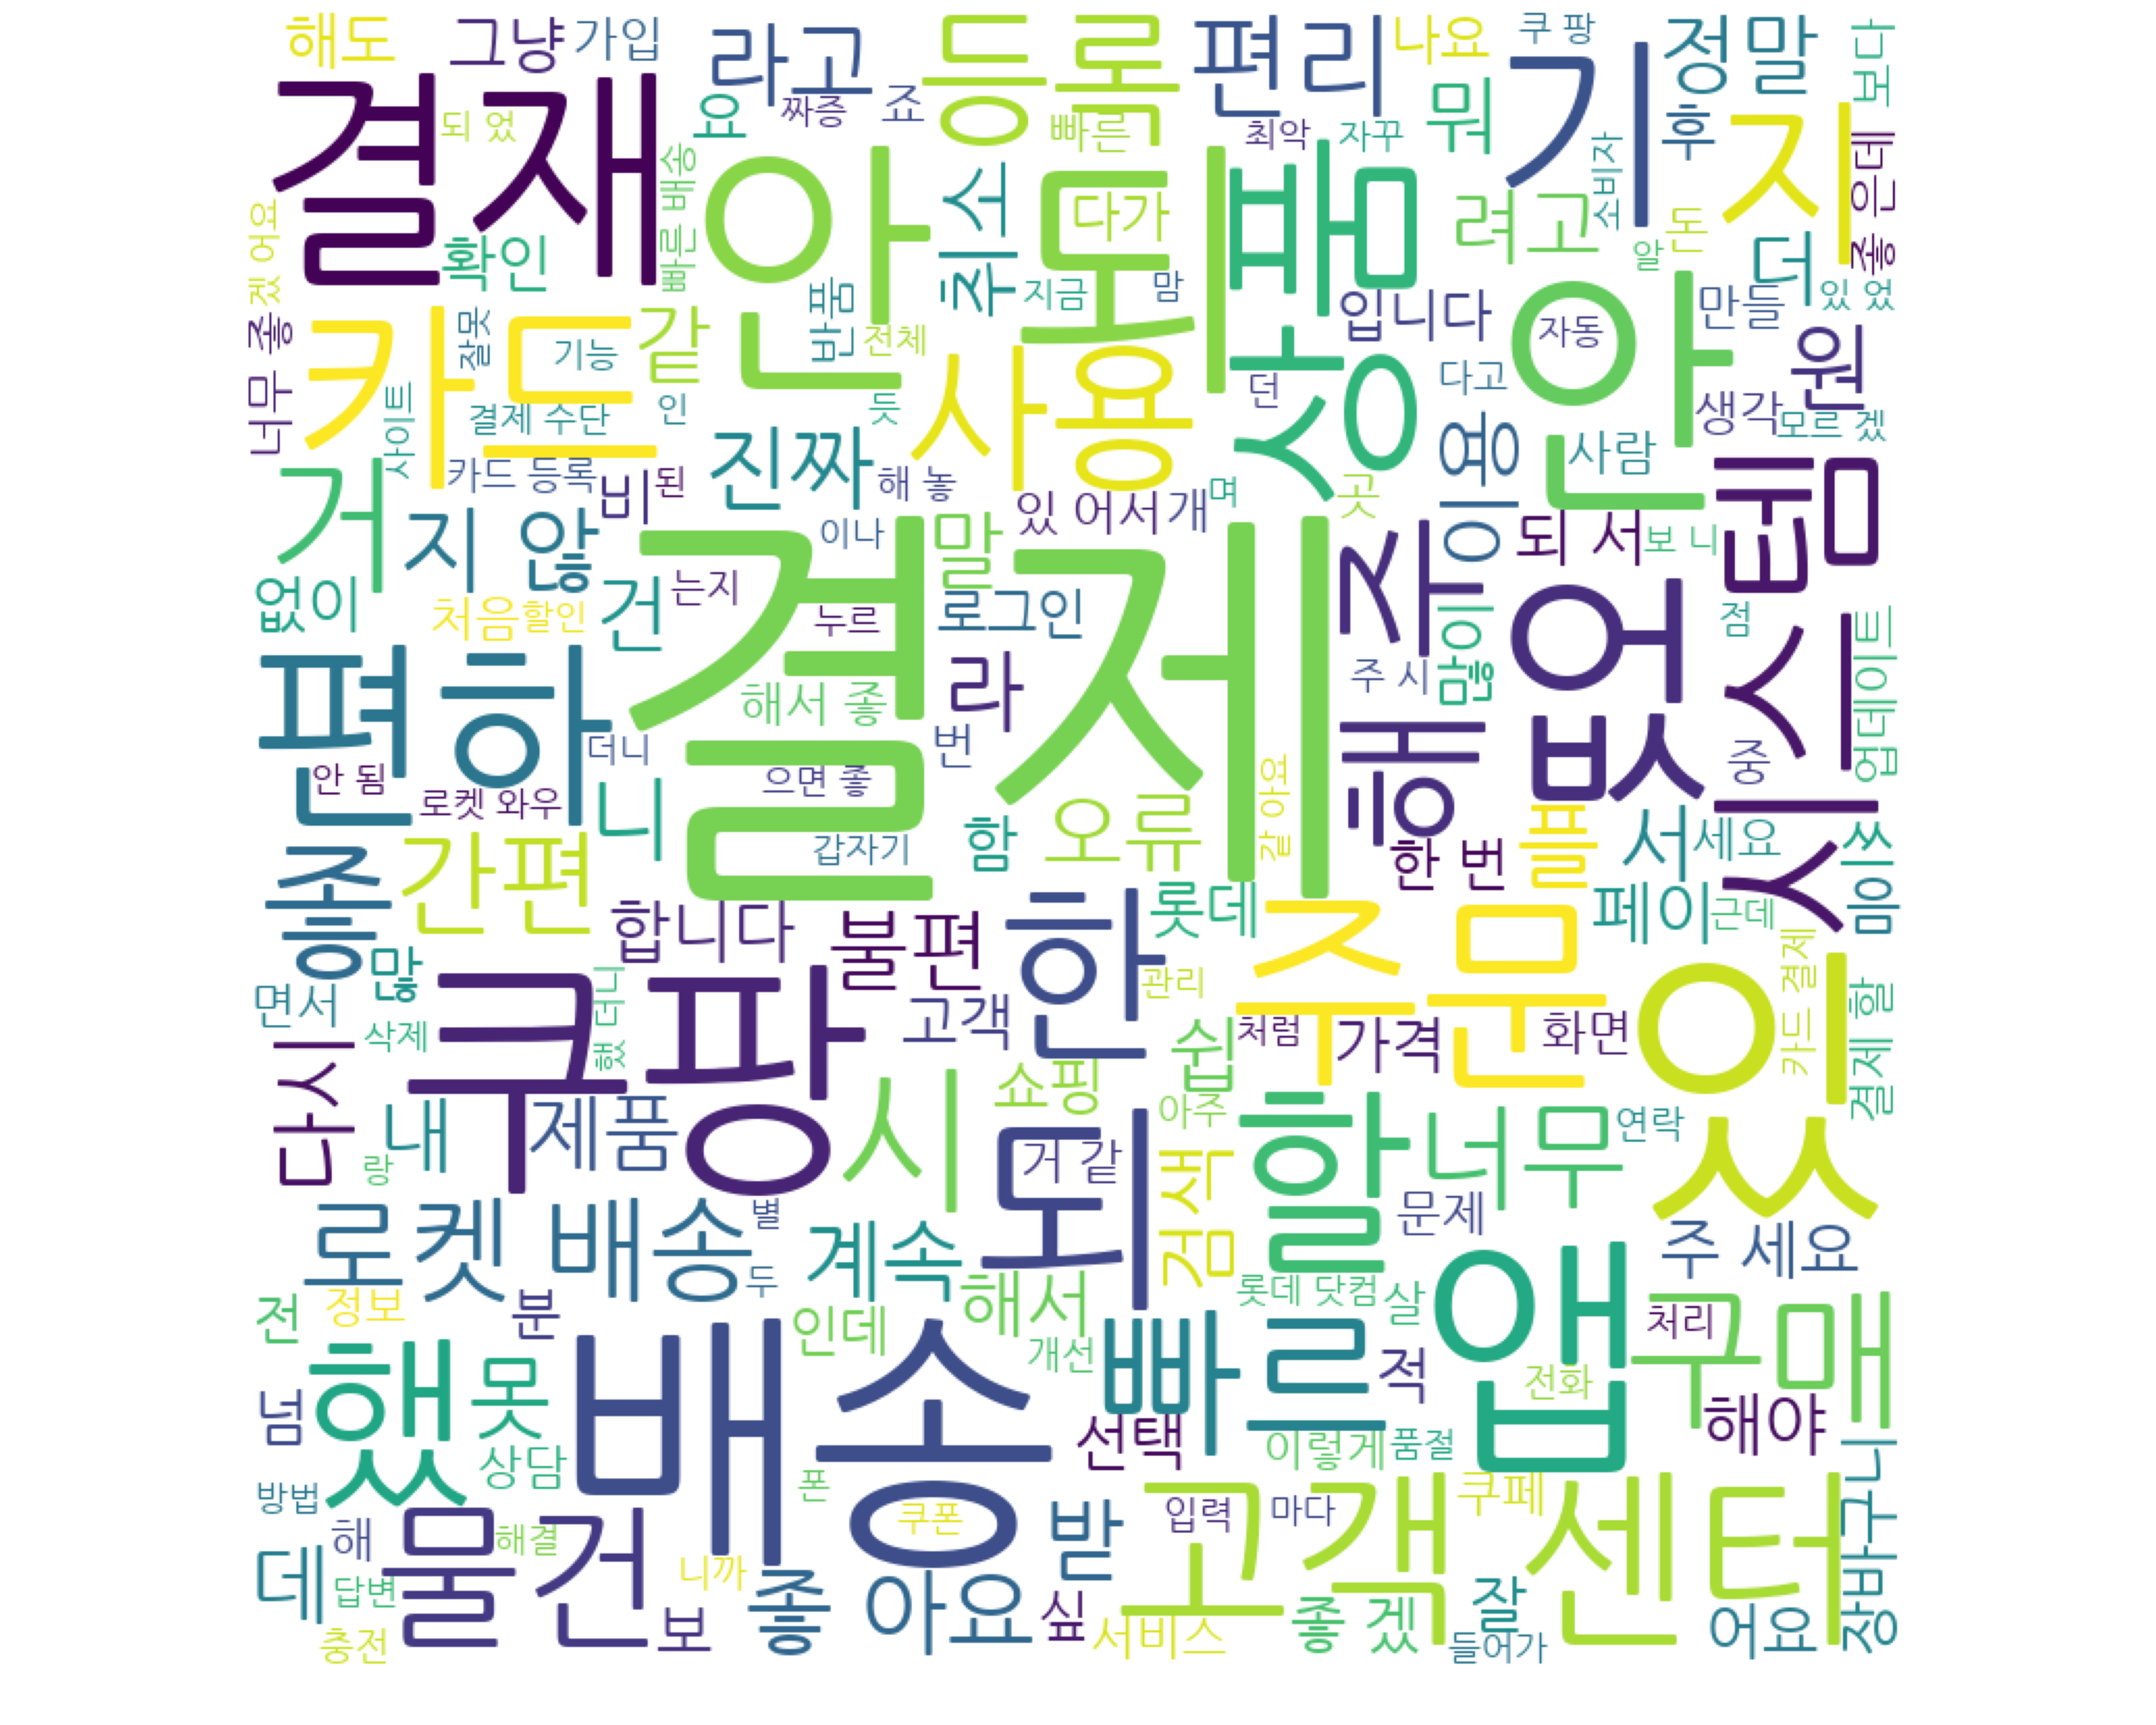 해도
그냥
가입
라고
등록
편리
나요
쿠팡
정말
보다
결재
되 었
요
짜증
죠
빠른
최악
자꾸
뭐
기
소비자
후
지
좋 은데
빠른 배송
안 되
취소
다가
상품
려고
돈
알
더
겠 어요
확인
지금
맘
입니다
안
자동
만들
있 었
너무 좋
카드
잘못
기능
같
반품
전체
사용
던
다고
원
사이트
결제 수단
인
듯
이용
생각
모르 겠
사람
거
카드 등록
비
된
진짜
해 놓
있 어서
개
며
곳
시스템
지 않
이나
말
되 서
보 니
없이
처음
할인
건
는지
누르
로그인
해 주
많이
없 오
점
업데이트
편하
결제
해서 좋
라
주 시
더니
번
중
안 됨
로켓 와우
니
으면 좋
같 아요
좋
간편
갑자기
함
오류
한 번
플
서
세요
쓰
합니다
불편
한
롯데
주문
페이
근데
많
쿠팡
했 더니
고객
관리
카드 결제
결제 할
면서
삭제
쉽
처럼
가격
화면
있
다시
내
제품
시
쇼핑
아주
할
너무
연락
랑
되
거 같
검색
문제
로켓 배송
별
계속
주 세요
두
해서
롯데 닷컴
살
앱
구매
처리
전
정보
분
인데
개선
했
못
배송
빠르
적
전화
넘
상담
선택
이렇게
품절
해야
장바구니
방법
폰
쿠폰
입력
마다
쿠페
고객 센터
데
해
물건
해결
받
답변
니까
충전
보
좋 아요
싶
서비스
좋 겠
잘
들어가
어요